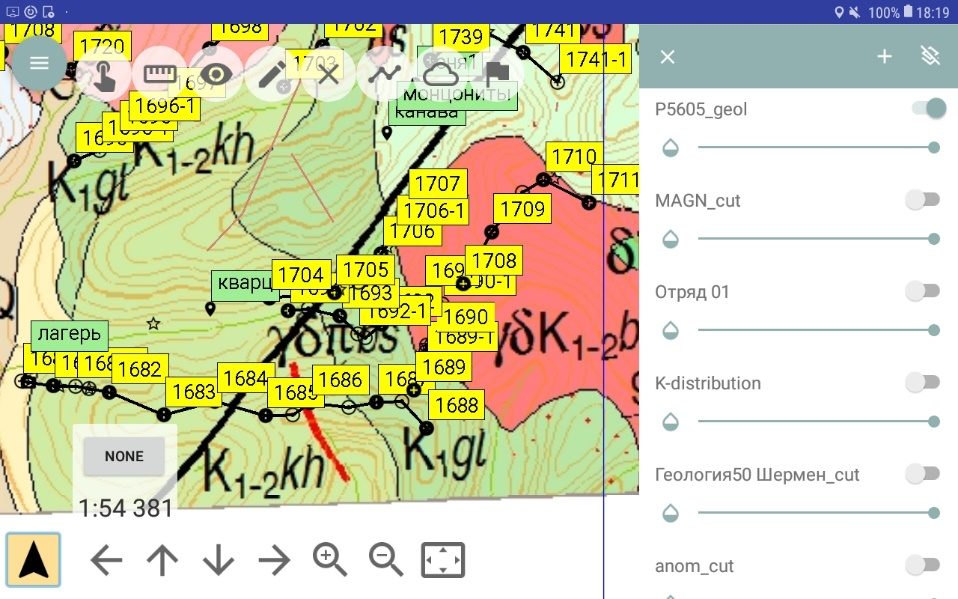 100% 18:19
1708
1720
1698
1702
1739
1741
1741-1
1703
1697
1696-1
монцониты
канава
K1-2kh
K1gl
1710
1711
1707
1706-1
1706
1709
1708
1704
1705
1693
1692-1
1690
1689-1
кварц
лагерь
γδπʋs
γδK1-2b
1682
1683
1684
1685
1686
1689
1688
K1-2kh
K1gl
NONE
1:54 381
P5605_geol
MAGN_cut
Отряд 01
K-distribution
Геология50 Шермен_cut
anom_cut